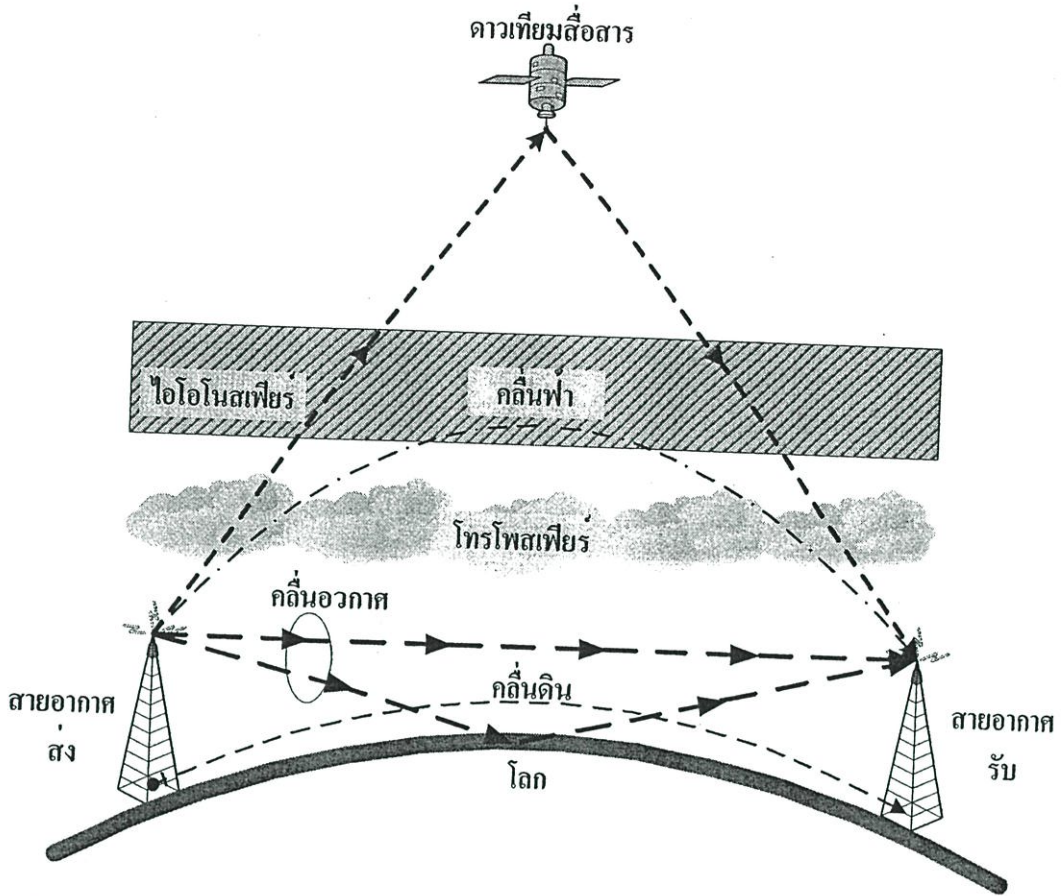 ดาวเทียมสื่อสาร
ไอโอโนสเฟียร์
คลื่นฟ้า
โทรโพสเฟียร์
คลื่นอวกาศ
คลื่นดิน
สายอากาศ
ส่ง
สายอากาศ
รับ
โลก